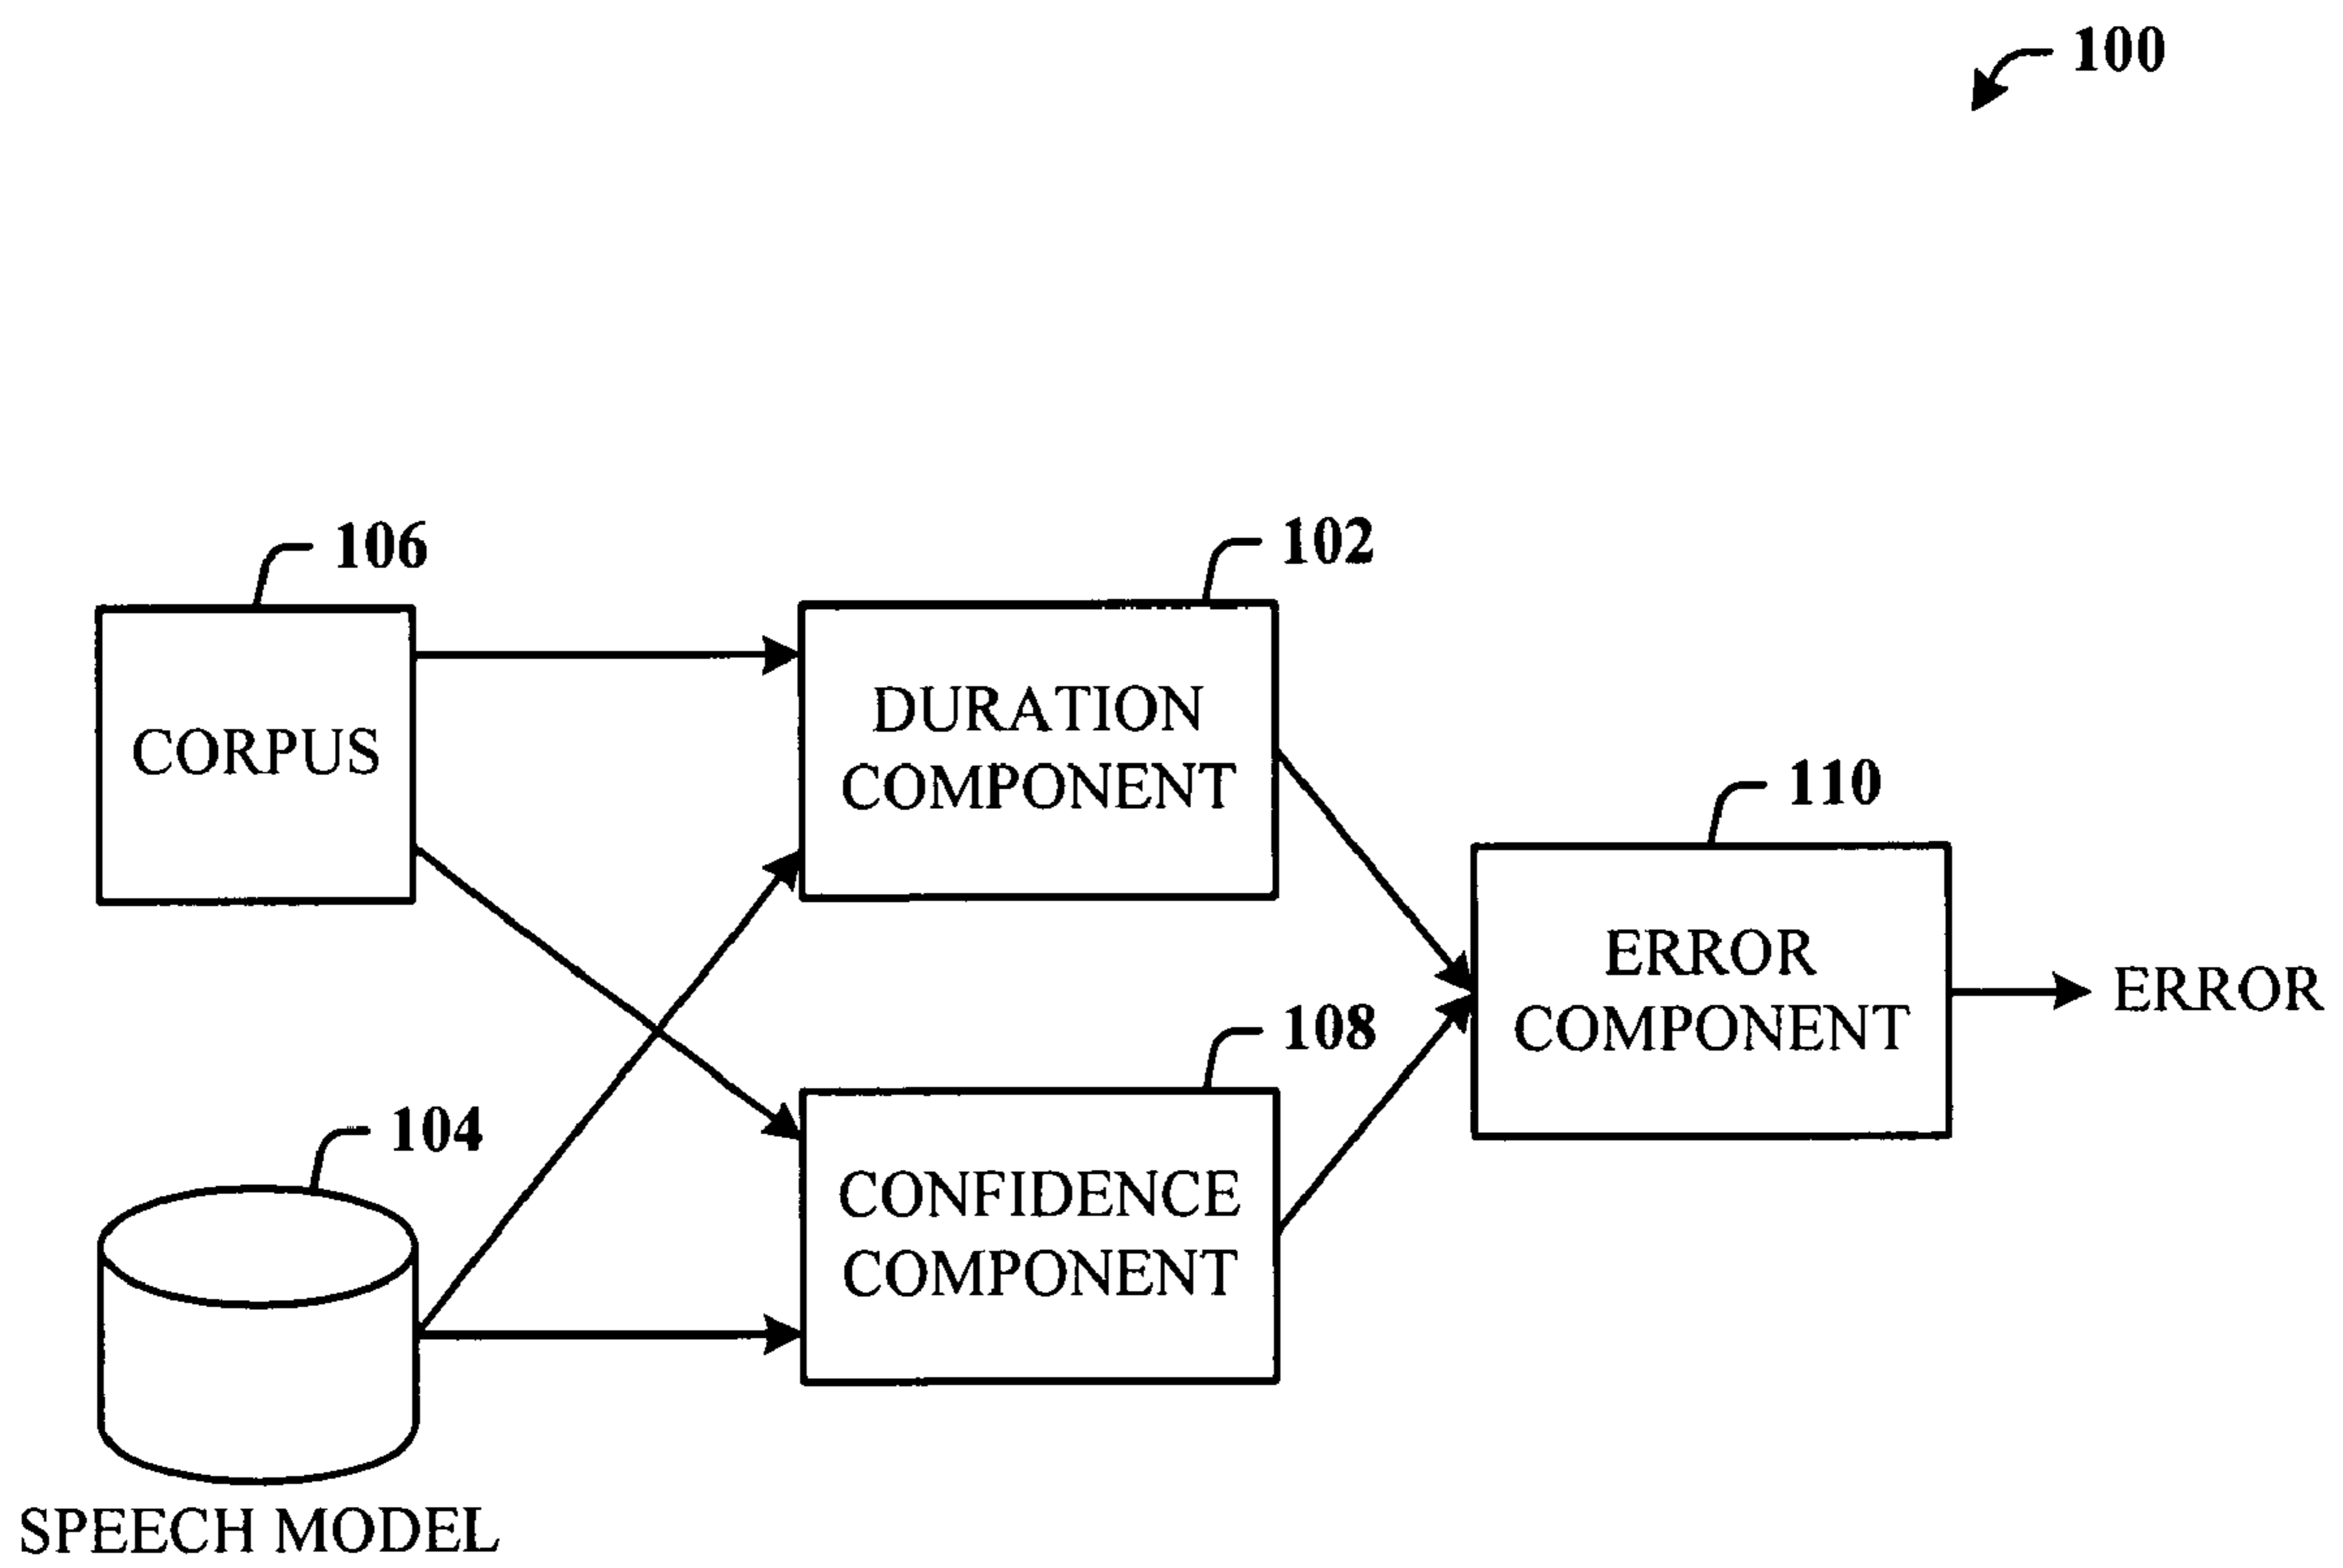 100
106
102
CORPUS
DURATION
COMPONENT
110
ERROR
COMPONENT
ERROR
108
104
CONFIDENCE
COMPONENT
SPEECH MODEL